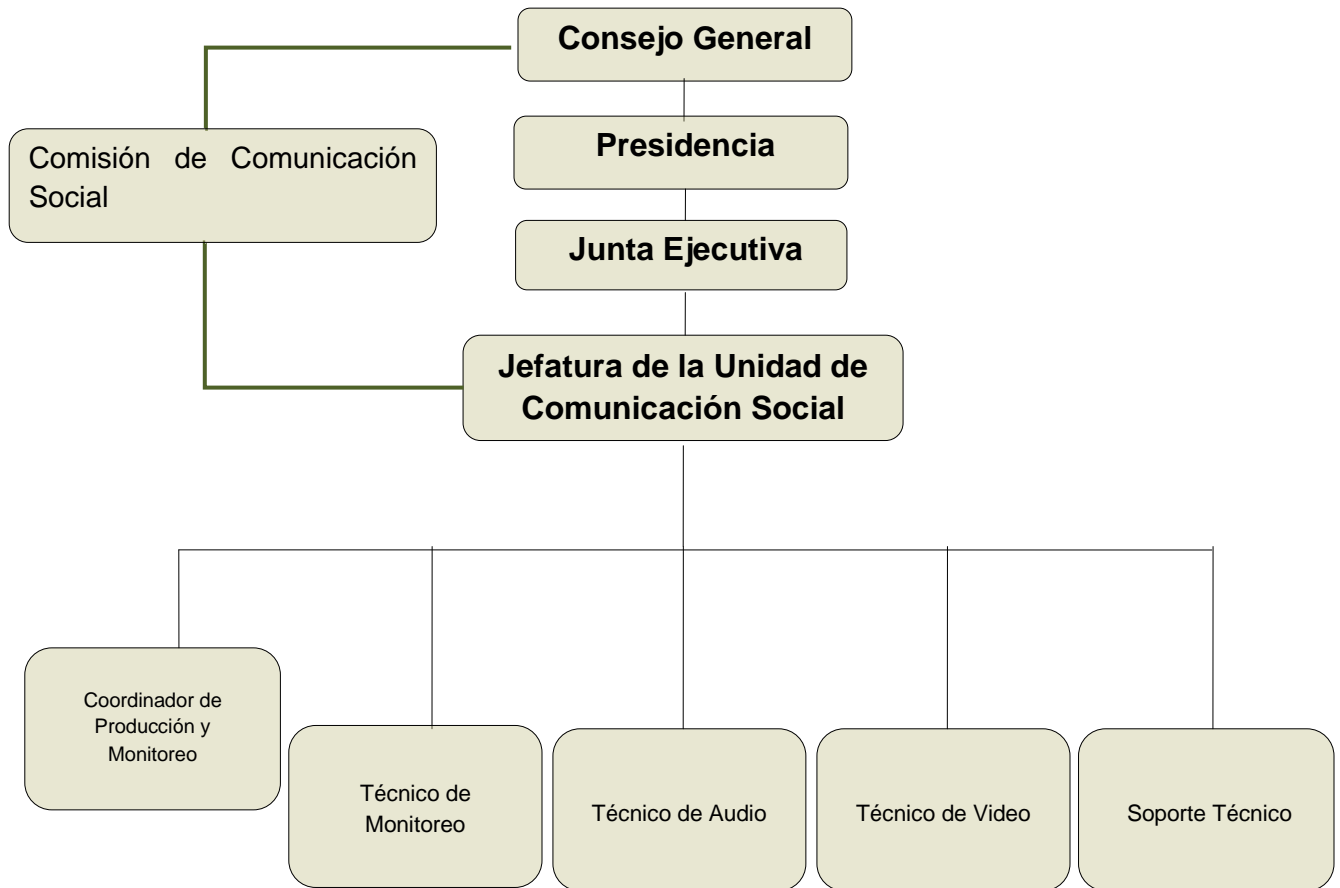 Consejo General
Comisión de Comunicación
Social
Presidencia
Junta Ejecutiva
Jefatura de la Unidad de
Comunicación Social
Coordinador de
Producción y
Monitoreo
Técnico de
Monitoreo
Técnico de Audio
Técnico de Video
Soporte Técnico